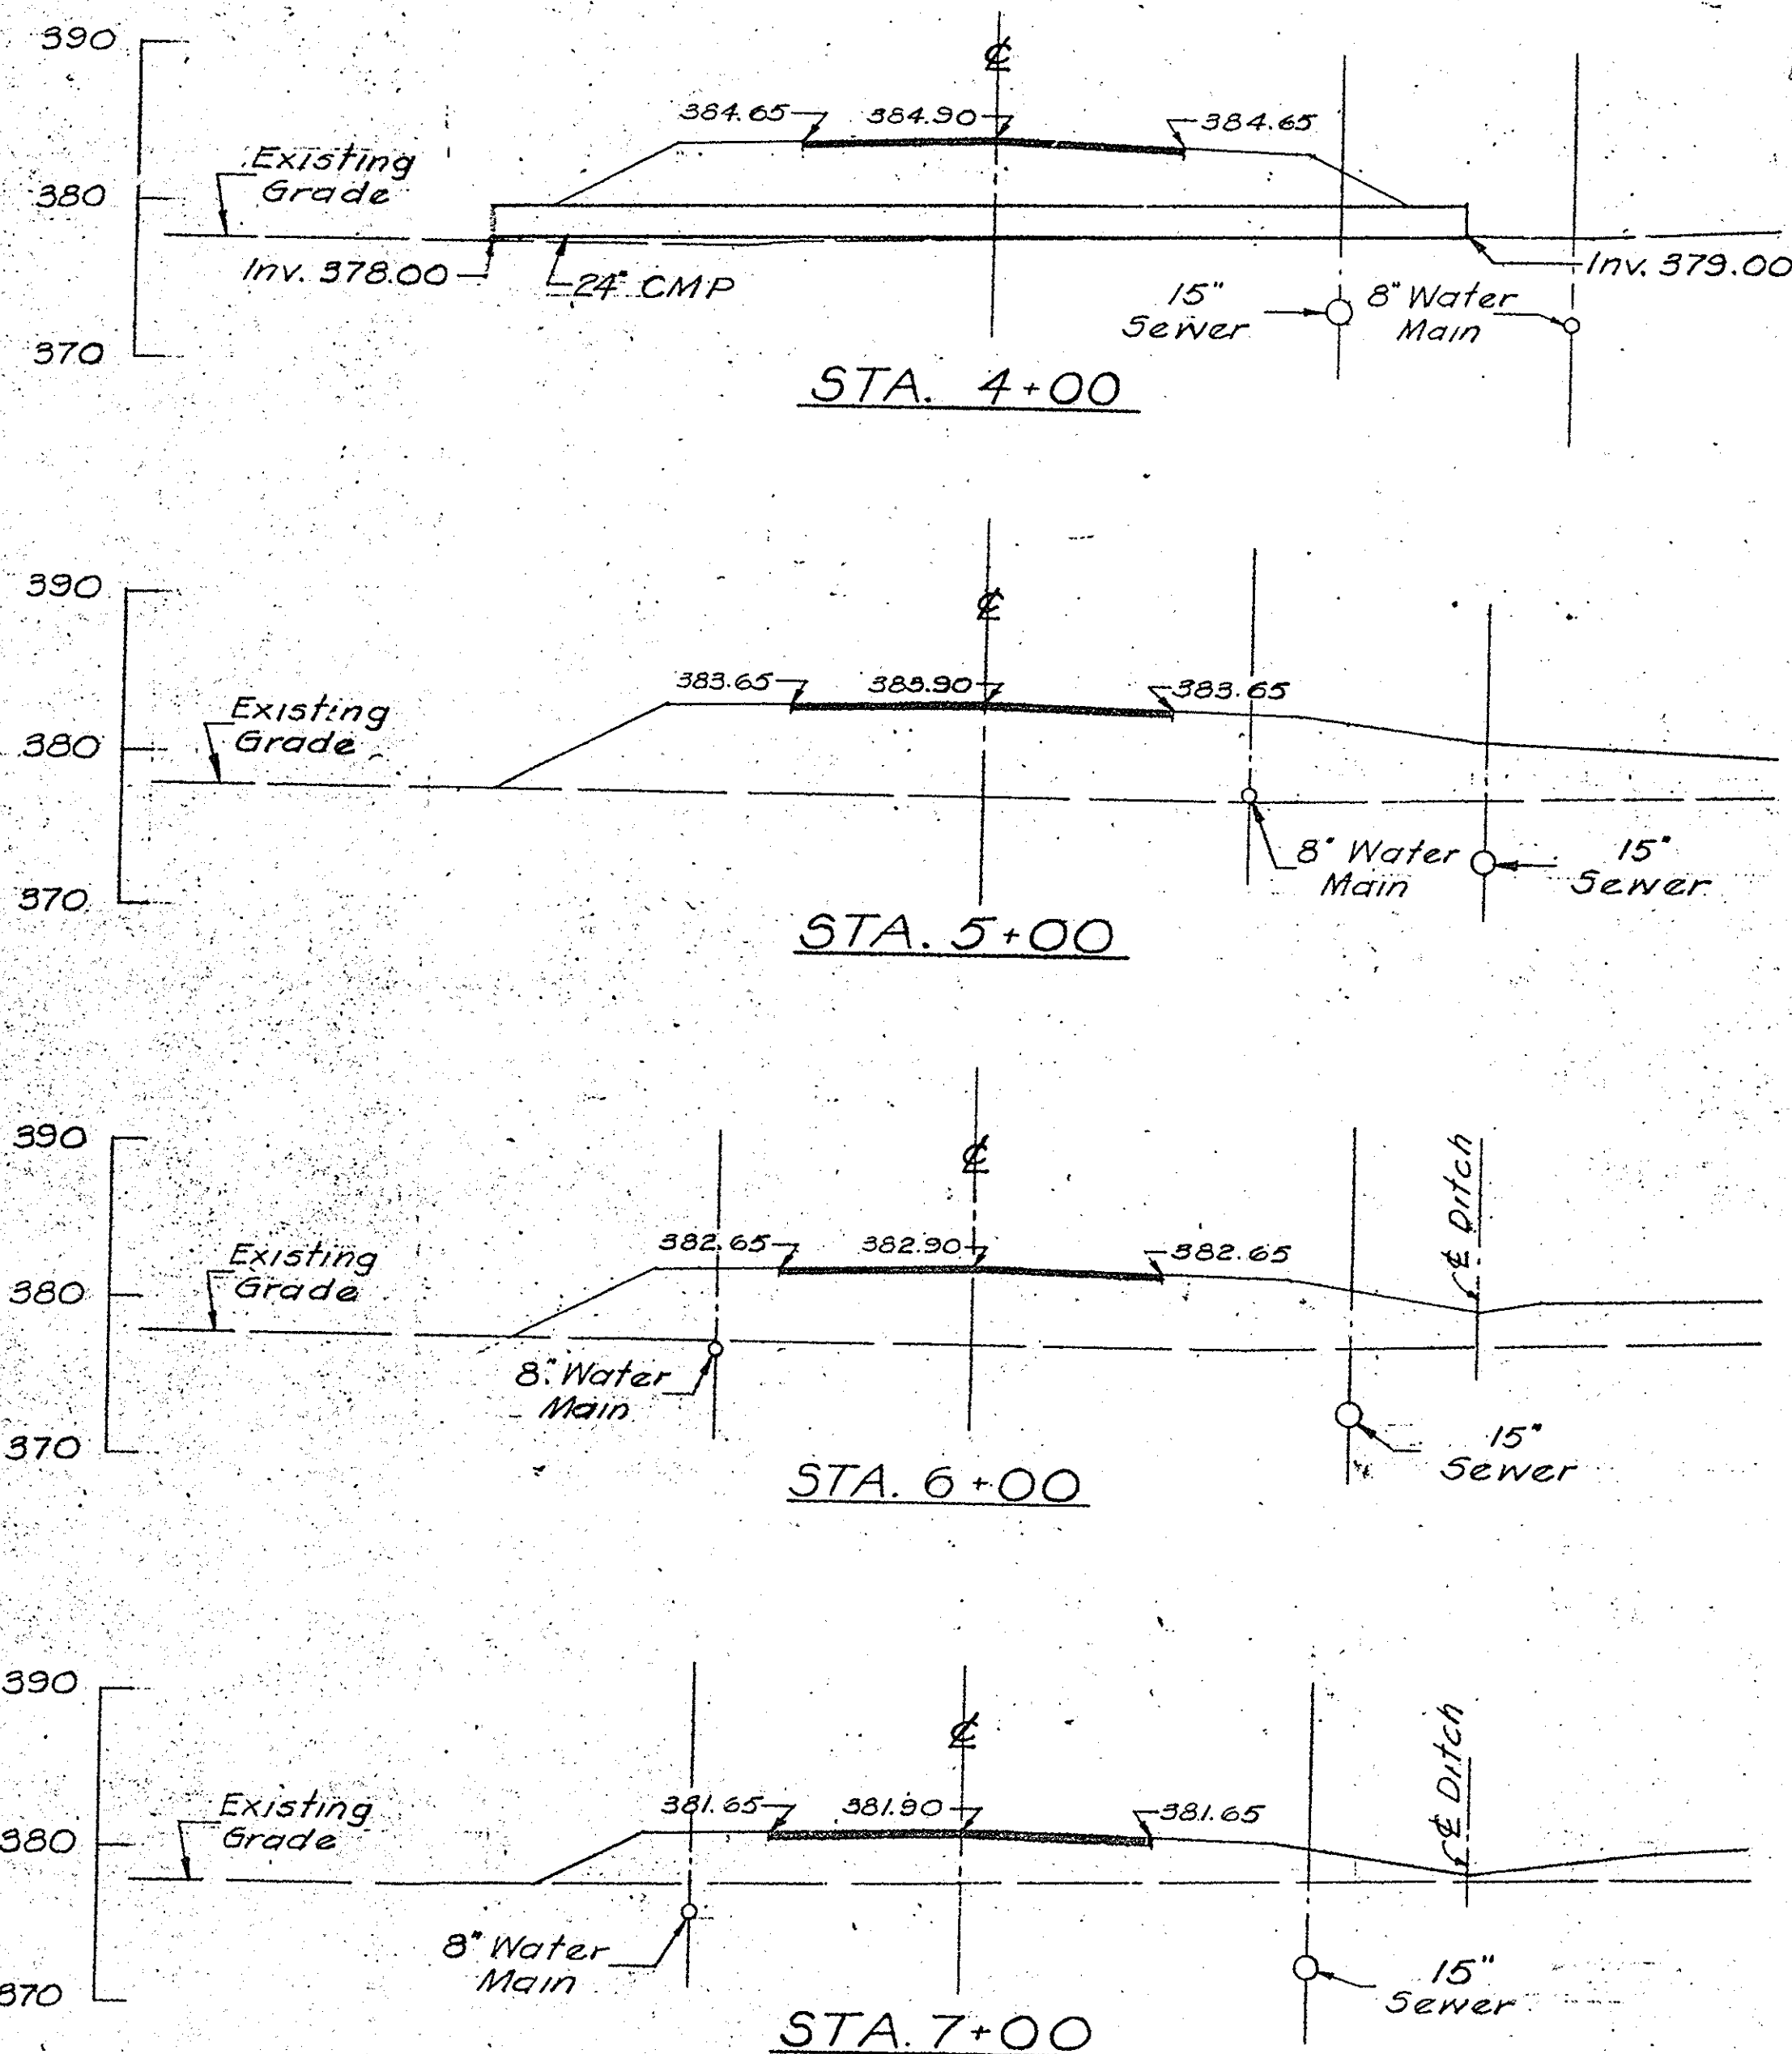 390
℄
384.65 384.90 384.65
Existing
Grade
380
Inv. 378.00
24" CMP
Inv. 379.00
15"
Sewer
8" Water
Main
370
STA. 4+00
390
℄
383.65 383.90 383.65
Existing
Grade
380
8" Water
Main
15"
Sewer
370
STA. 5+00
390
℄
℄ Ditch
382.65 382.90 382.65
Existing
Grade
380
8" Water
Main
15"
Sewer
370
STA. 6+00
390
℄
℄ Ditch
381.65 381.90 381.65
Existing
Grade
380
8" Water
Main
15"
Sewer
370
STA. 7+00